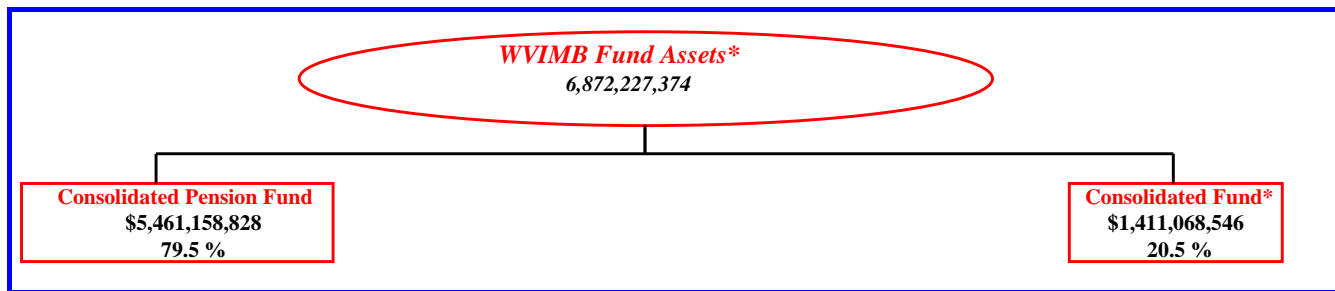 WVIMB Fund Assets*
6,872,227,374
Consolidated Pension Fund
$5,461,158,828
79.5 %
Consolidated Fund*
$1,411,068,546
20.5 %